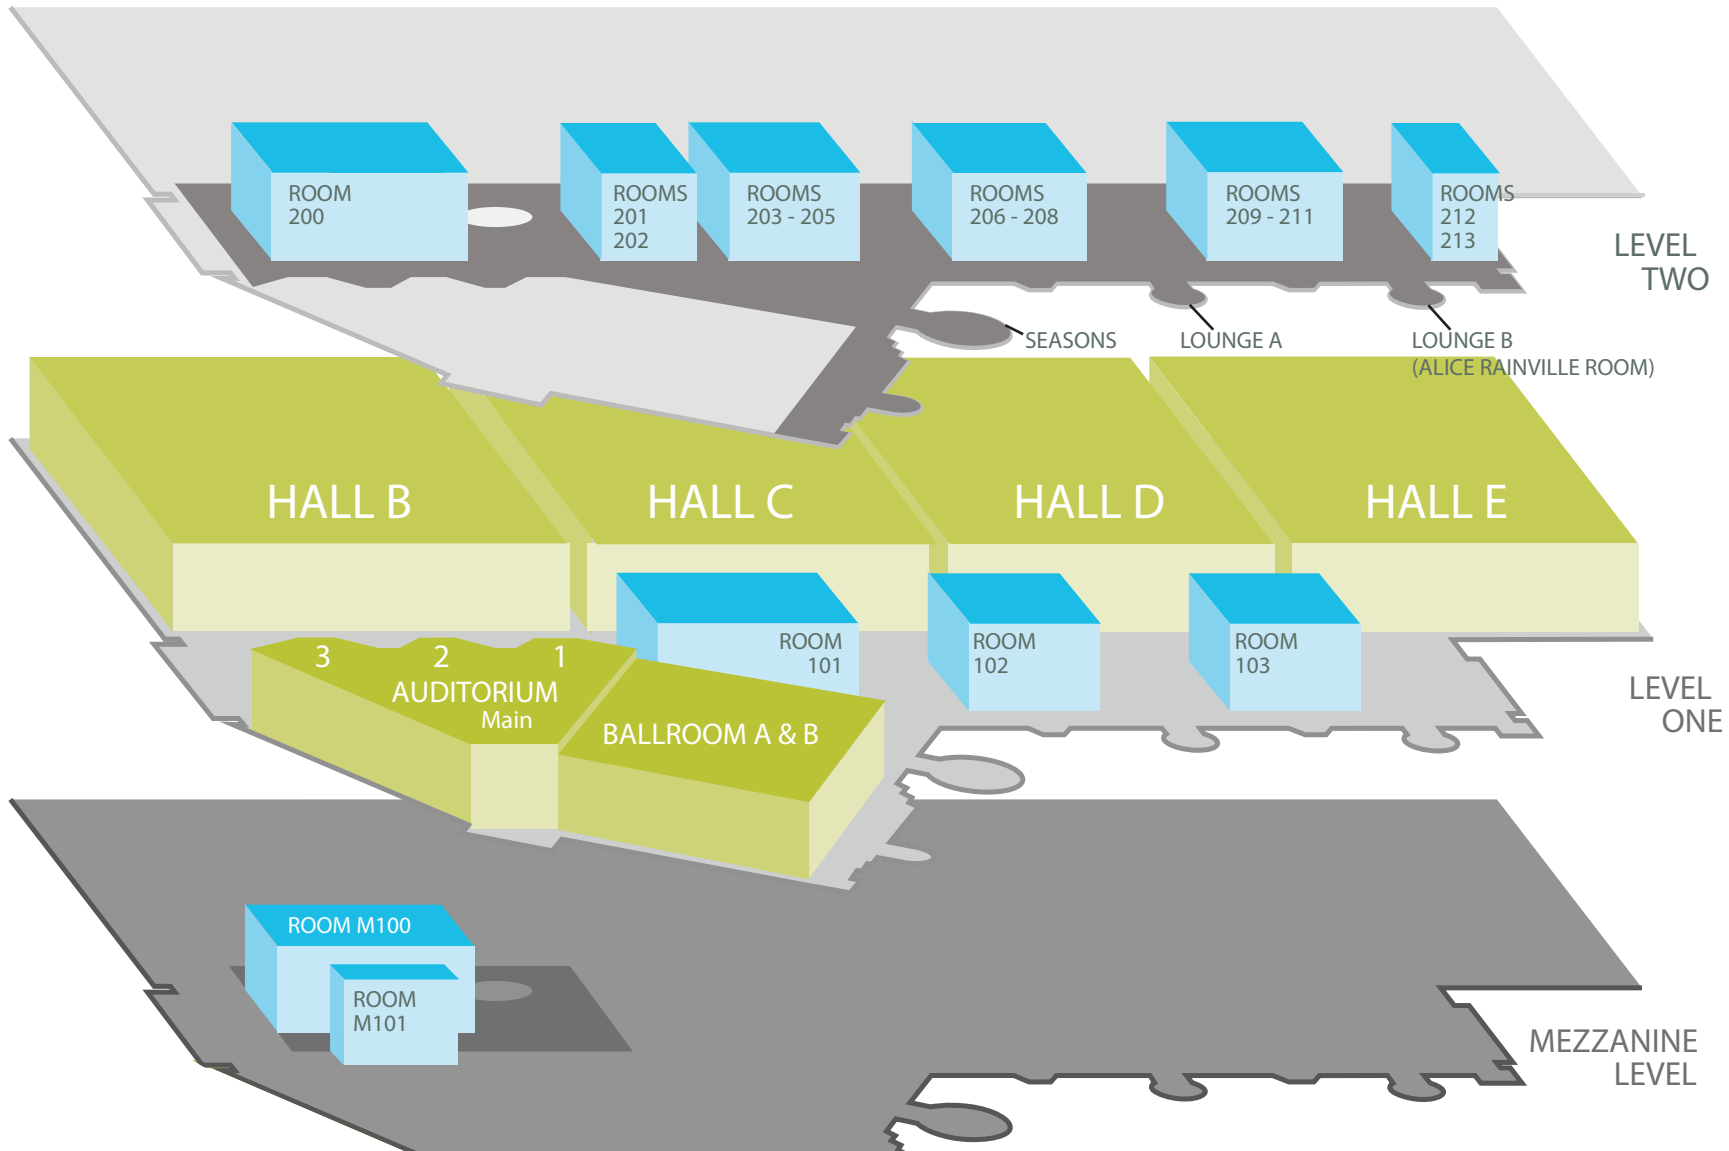 ROOM
200
ROOMS
201
202
ROOMS
203 - 205
ROOMS
206 - 208
ROOMS
209 - 211
ROOMS
212
213
LEVEL
TWO
SEASONS
LOUNGE A
LOUNGE B
(ALICE RAINVILLE ROOM)
HALL B
HALL C
HALL D
HALL E
ROOM
101
ROOM
102
ROOM
103
3
2
1
AUDITORIUM
Main
BALLROOM A & B
LEVEL
ONE
ROOM M100
ROOM
M101
MEZZANINE
LEVEL